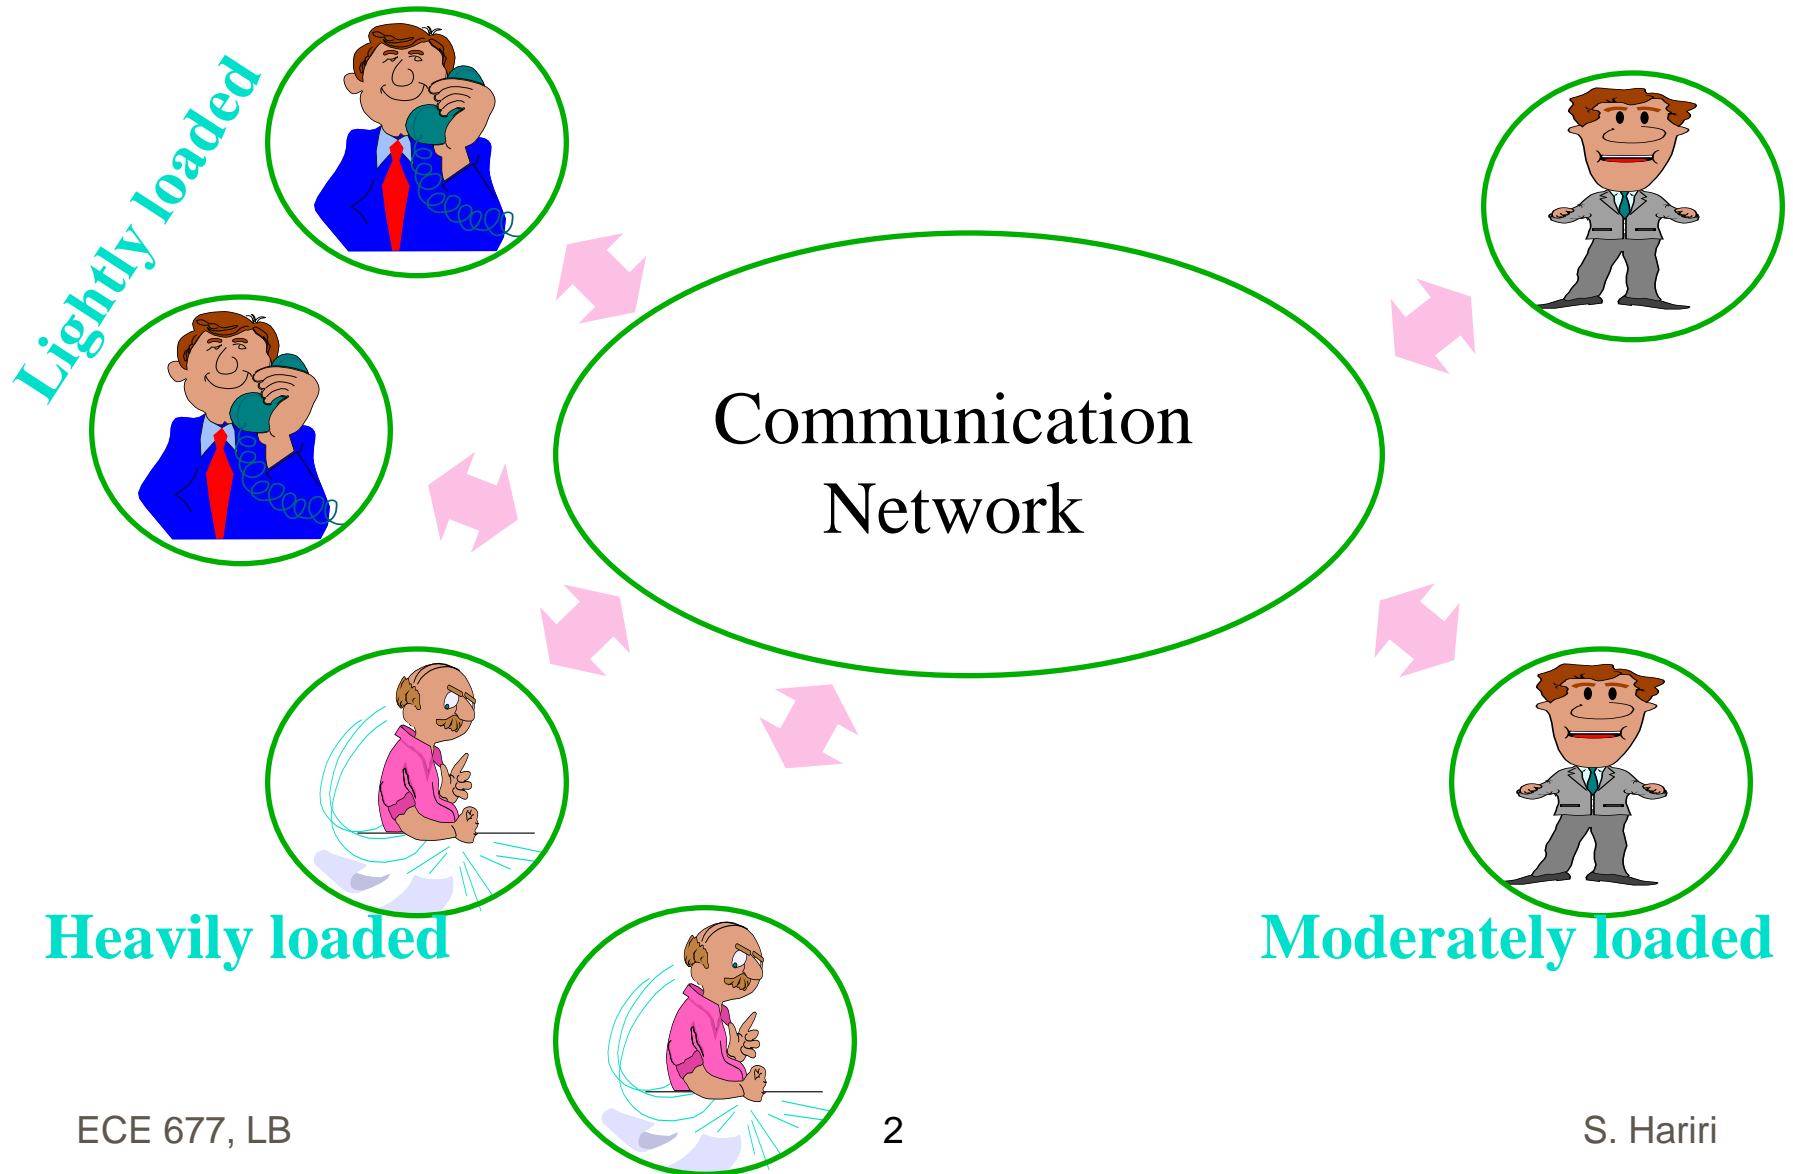 Lightly loaded
Communication
Network
Heavily loaded
Moderately loaded
ECE 677, LB
2
S. Hariri